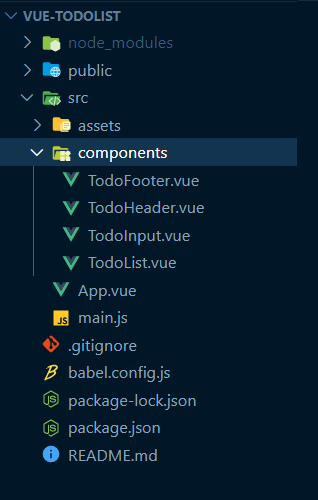 VUE-TODOLIST
node_modules
public
src
assets
components
TodoFooter.vue
TodoHeader.vue
TodoInput.vue
TodoList.vue
App.vue
JS main.js
.gitignore
babel.config.js
package-lock.json
package.json
README.md